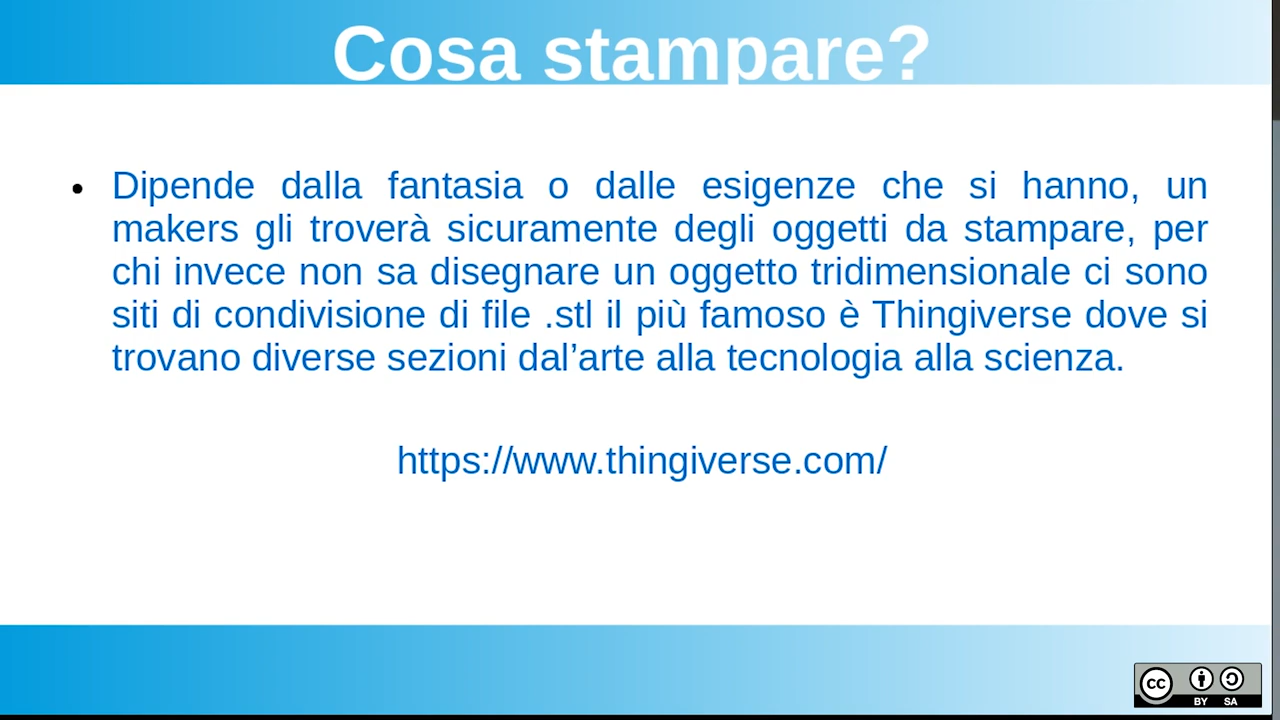 Cosa stampare?
• Dipende dalla fantasia o dalle esigenze che si hanno, un
makers gli troverà sicuramente degli oggetti da stampare, per
chi invece non sa disegnare un oggetto tridimensionale ci sono
siti di condivisione di file .stl il più famoso è Thingiverse dove si
trovano diverse sezioni dal’arte alla tecnologia alla scienza.
https://www.thingiverse.com/
cc
BY SA